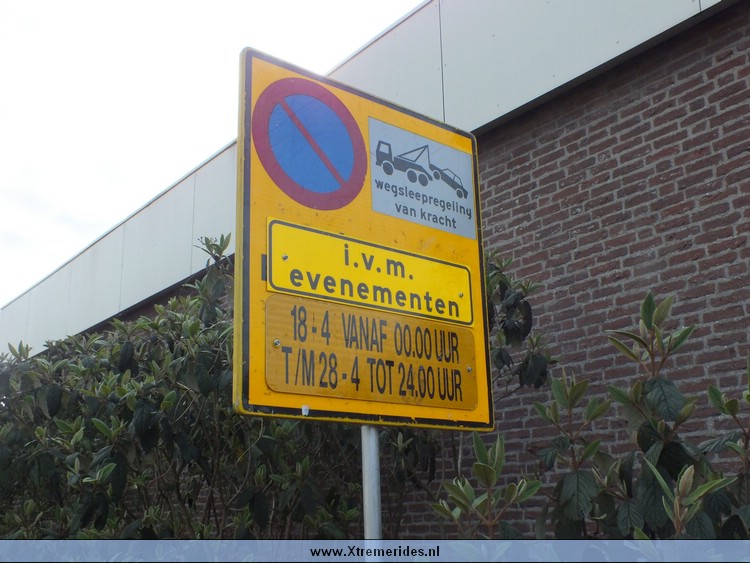 wegsleepregeling
van kracht
i.v.m.
evenementen
18-4 VANAF 00.00 UUR
T/M 28-4 TOT 24.00 UUR
www.Xtremerides.nl